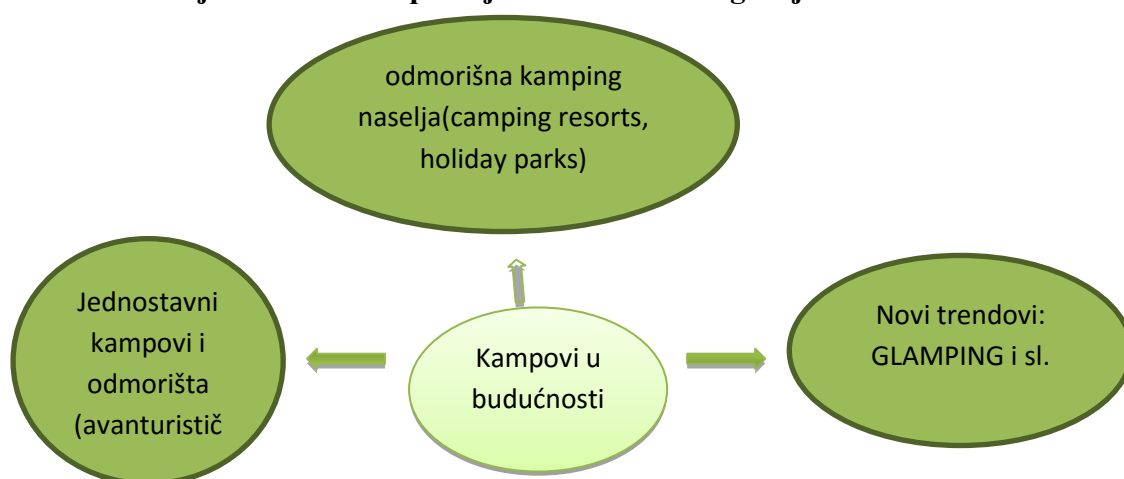 odmorišna kamping
naselja(camping resorts,
holiday parks)
Jednostavni
kampovi i
odmorišta
(avanturistič
Kampovi u
budućnosti
Novi trendovi:
GLAMPING i sl.